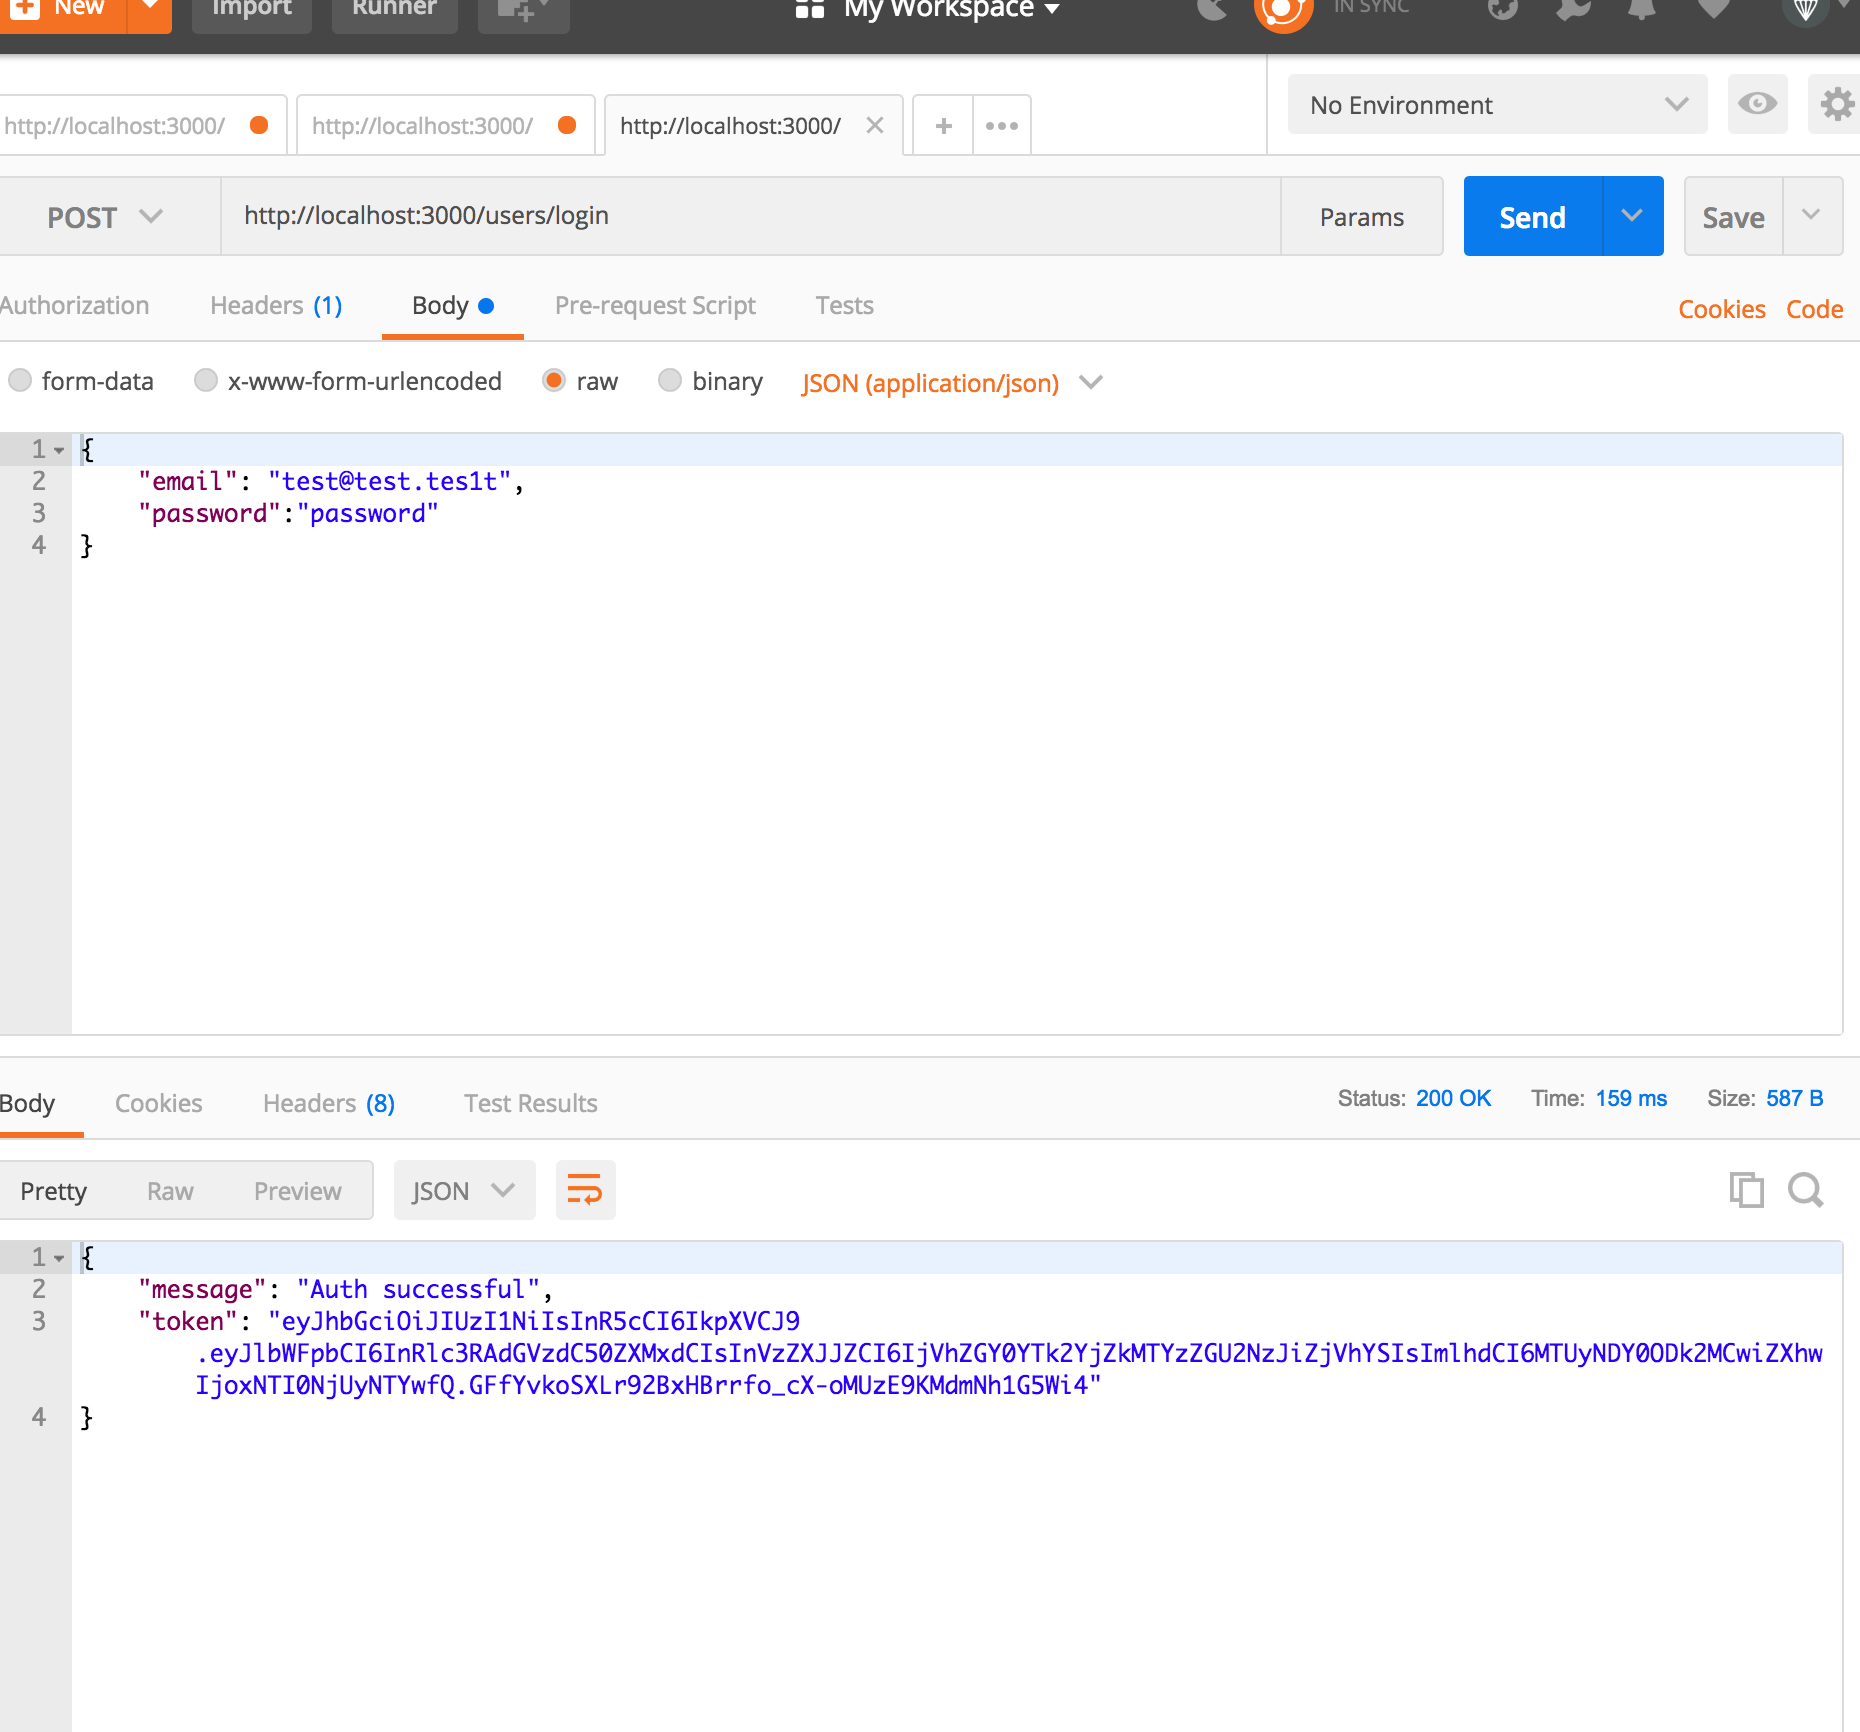 New Import Runner My Workspace IN SYNC
http://localhost:3000/ http://localhost:3000/ http://localhost:3000/ No Environment
POST http://localhost:3000/users/login Params Send Save
Authorization Headers (1) Body Pre-request Script Tests Cookies Code
form-data x-www-form-urlencoded raw binary JSON (application/json)
1 {
2 "email": "test@test.tes1t",
3 "password":"password"
4 }
Body Cookies Headers (8) Test Results Status: 200 OK Time: 159 ms Size: 587 B
Pretty Raw Preview JSON
1 {
2 "message": "Auth successful",
3 "token": "eyJhbGciOiJIUzI1NiIsInR5cCI6IkpXVCJ9
.eyJlbWFpbCI6InRlc3RAdGVzdC50ZXMxdCIsInVzZXJJZCI6IjVhZGY0YTk2YjZkMTYzZGU2NzJiZjVhYSIsImlhdCI6MTUyNDY0ODk2MCwiZXhw
IjoxNTI0NjUyNTYwfQ.GFfYvkoSXLr92BxHBrrfo_cX-oMUzE9KMdmNh1G5Wi4"
4 }